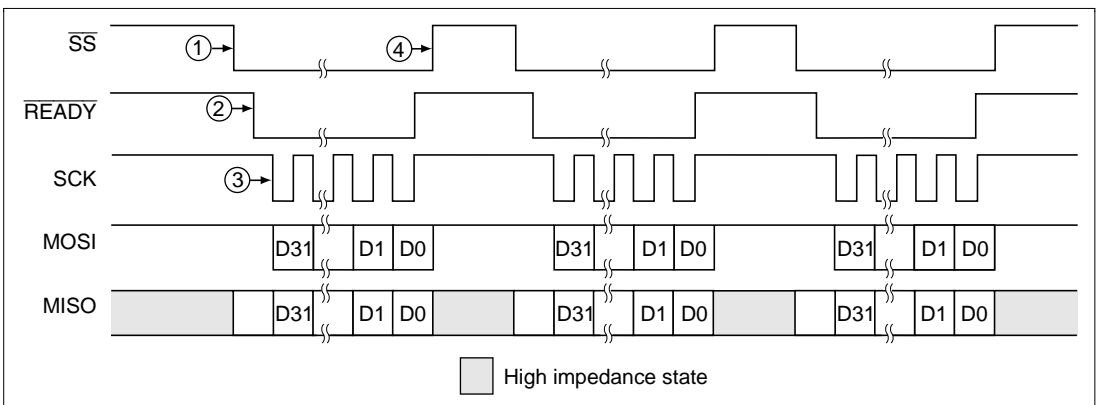 SS ① ④
READY ②
SCK ③
MOSI D31 D1 D0 D31 D1 D0 D31 D1 D0
MISO D31 D1 D0 D31 D1 D0 D31 D1 D0
High impedance state